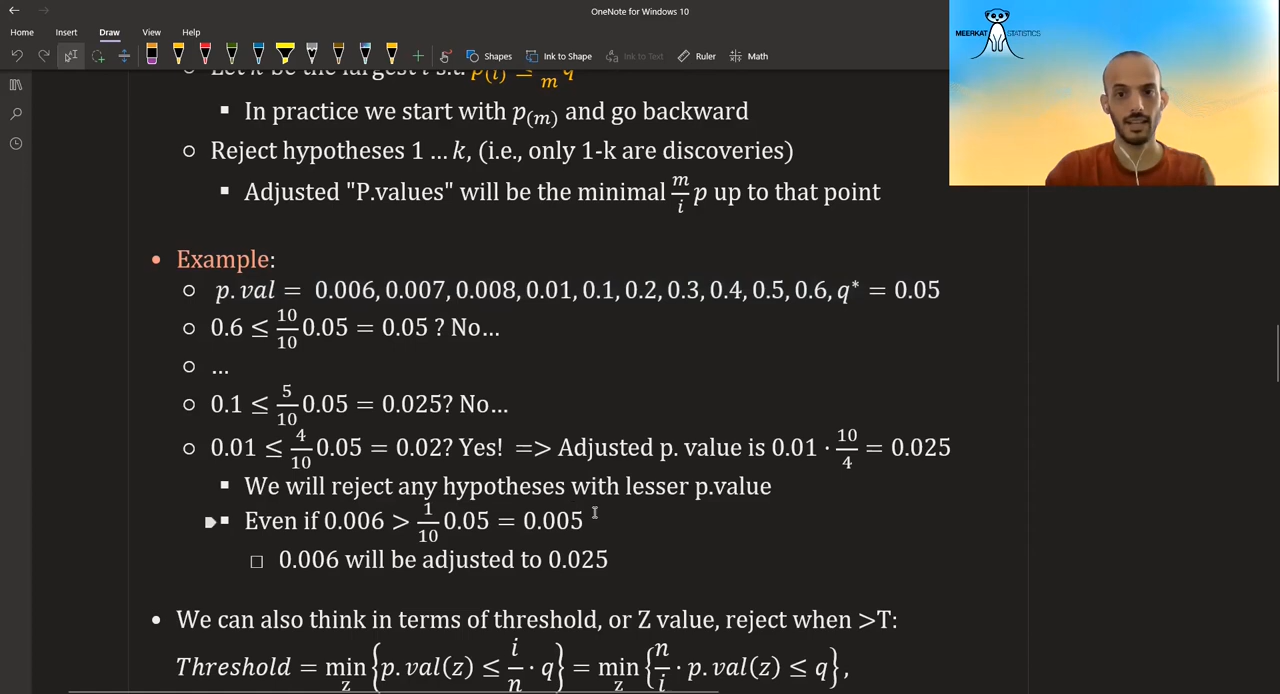 OneNote for Windows 10
Home Insert Draw View Help
Shapes Ink to Shape Ink to Text Ruler Math
MEERKAT STATISTICS
Let k be the largest i s.t. p_(i) ≤ i/m q
In practice we start with p_(m) and go backward
Reject hypotheses 1 … k, (i.e., only 1-k are discoveries)
Adjusted "P.values" will be the minimal m/i p up to that point
Example:
p.val = 0.006, 0.007, 0.008, 0.01, 0.1, 0.2, 0.3, 0.4, 0.5, 0.6, q* = 0.05
0.6 ≤ 10/10 0.05 = 0.05 ? No…
…
0.1 ≤ 5/10 0.05 = 0.025? No…
0.01 ≤ 4/10 0.05 = 0.02? Yes! => Adjusted p. value is 0.01 · 10/4 = 0.025
We will reject any hypotheses with lesser p.value
Even if 0.006 > 1/10 0.05 = 0.005
0.006 will be adjusted to 0.025
We can also think in terms of threshold, or Z value, reject when >T:
Threshold = min_z {p.val(z) ≤ i/n · q} = min_z {n/i · p.val(z) ≤ q},